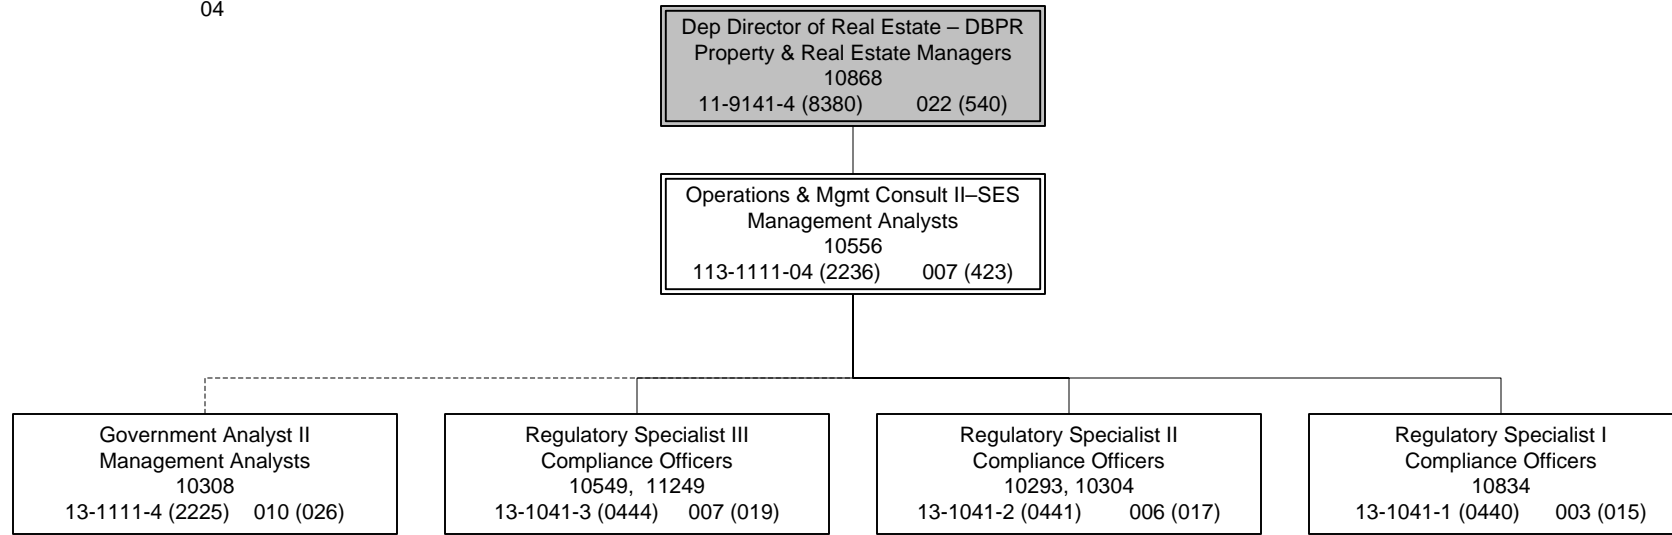 04
Dep Director of Real Estate – DBPR
Property & Real Estate Managers
10868
11-9141-4 (8380) 022 (540)
Operations & Mgmt Consult II–SES
Management Analysts
10556
113-1111-04 (2236) 007 (423)
Government Analyst II
Management Analysts
10308
13-1111-4 (2225) 010 (026)
Regulatory Specialist III
Compliance Officers
10549, 11249
13-1041-3 (0444) 007 (019)
Regulatory Specialist II
Compliance Officers
10293, 10304
13-1041-2 (0441) 006 (017)
Regulatory Specialist I
Compliance Officers
10834
13-1041-1 (0440) 003 (015)